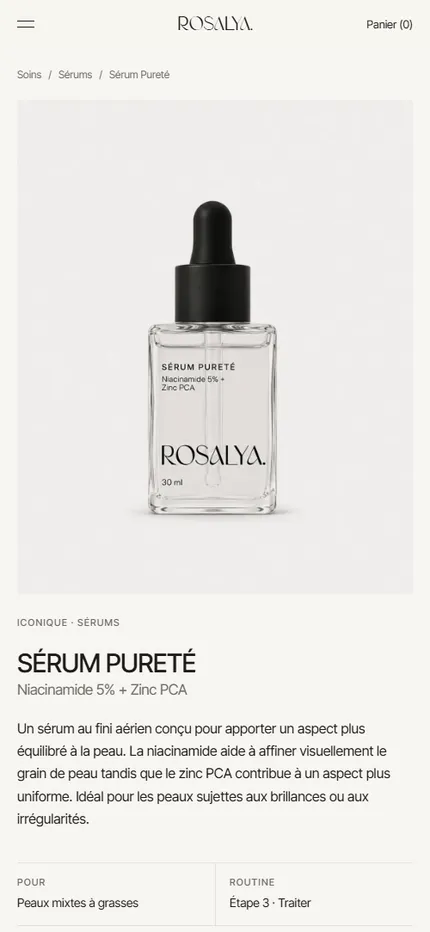 ROSALYA.
Panier (0)
Soins / Sérums / Sérum Pureté
SÉRUM PURETÉ
Niacinamide 5% +
Zinc PCA
ROSALYA.
30 ml
ICONIQUE · SÉRUMS
SÉRUM PURETÉ
Niacinamide 5% + Zinc PCA
Un sérum au fini aérien conçu pour apporter un aspect plus
équilibré à la peau. La niacinamide aide à affiner visuellement le
grain de peau tandis que le zinc PCA contribue à un aspect plus
uniforme. Idéal pour les peaux sujettes aux brillances ou aux
irrégularités.
POUR
Peaux mixtes à grasses
ROUTINE
Étape 3 · Traiter